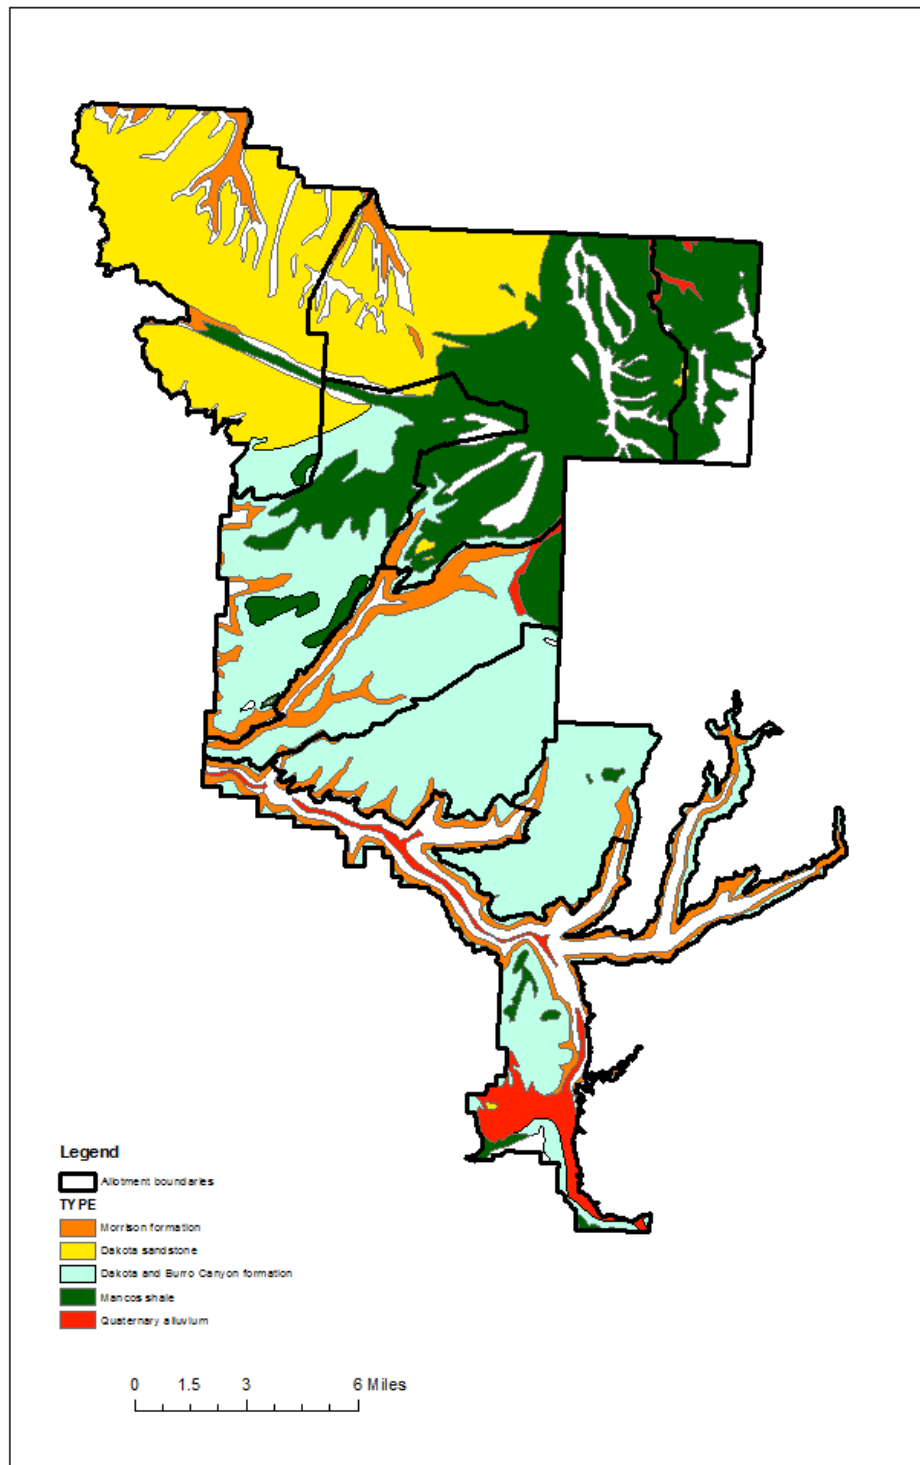 Legend
Allotment boundaries
TYPE
Morrison formation
Dakota sandstone
Dakota and Burro Canyon formation
Mancos shale
Quaternary alluvium
0 1.5 3 6 Miles